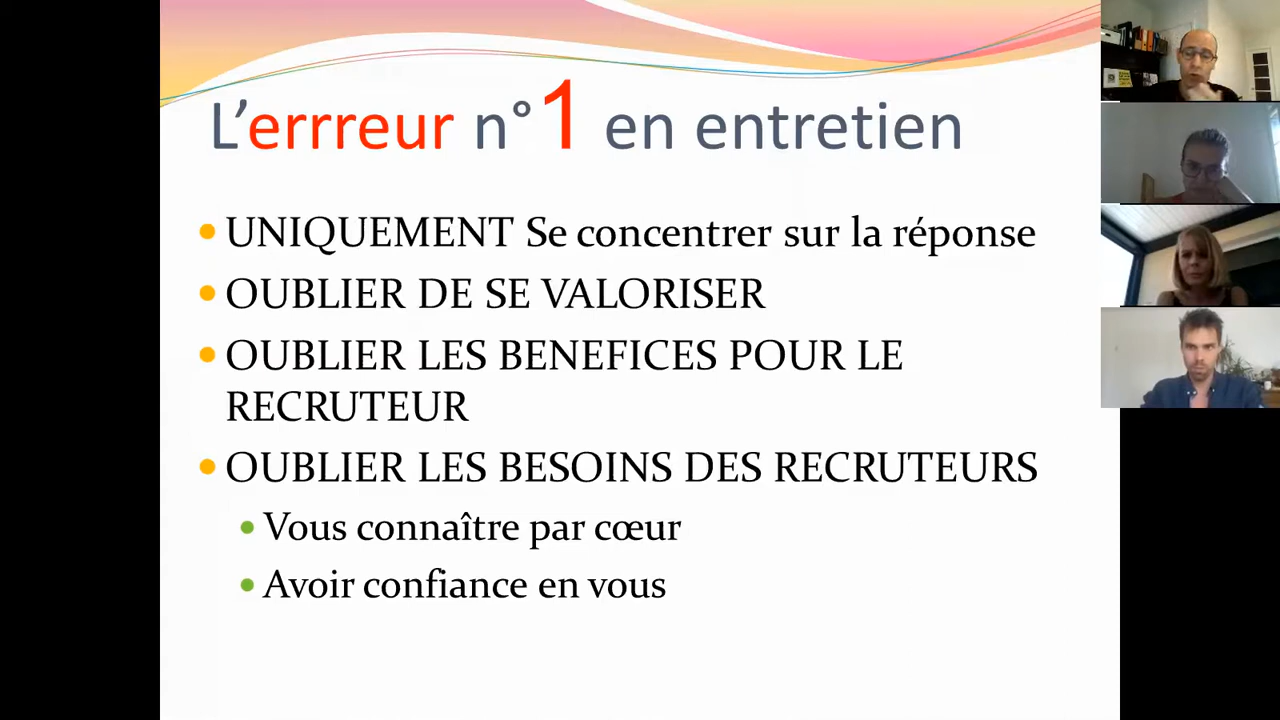 L’errreur n°1 en entretien
UNIQUEMENT Se concentrer sur la réponse
OUBLIER DE SE VALORISER
OUBLIER LES BENEFICES POUR LE
RECRUTEUR
OUBLIER LES BESOINS DES RECRUTEURS
Vous connaître par cœur
Avoir confiance en vous